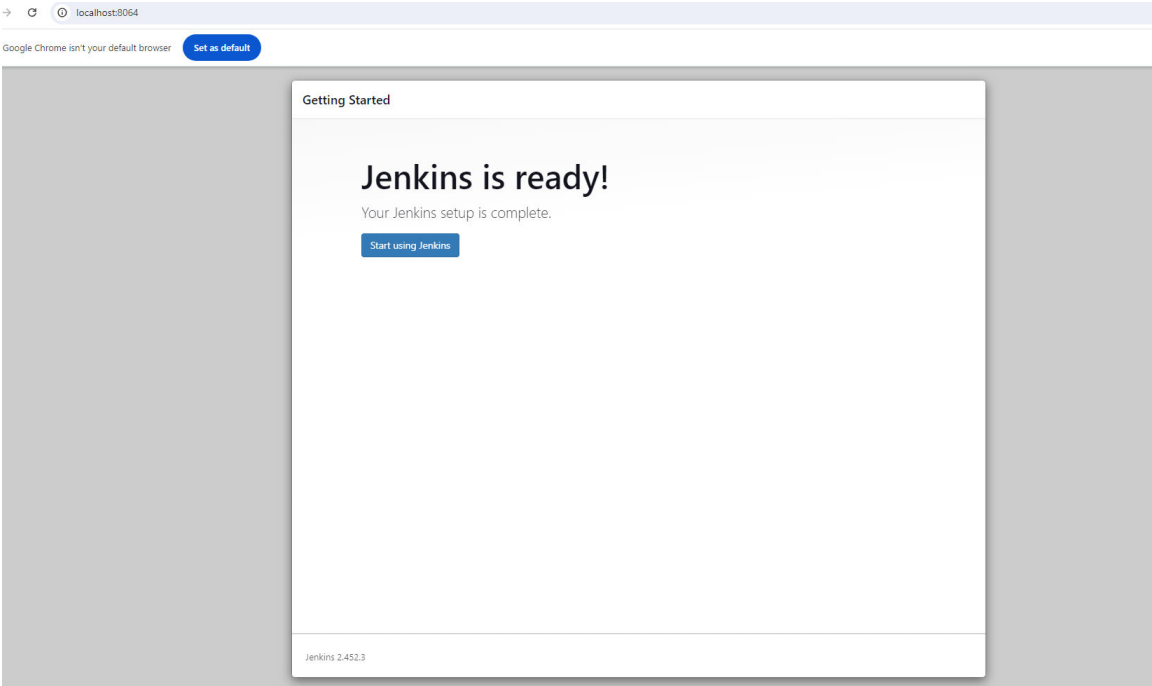 localhost:8064
Google Chrome isn't your default browser Set as default
Getting Started
Jenkins is ready!
Your Jenkins setup is complete.
Start using Jenkins
Jenkins 2.452.3